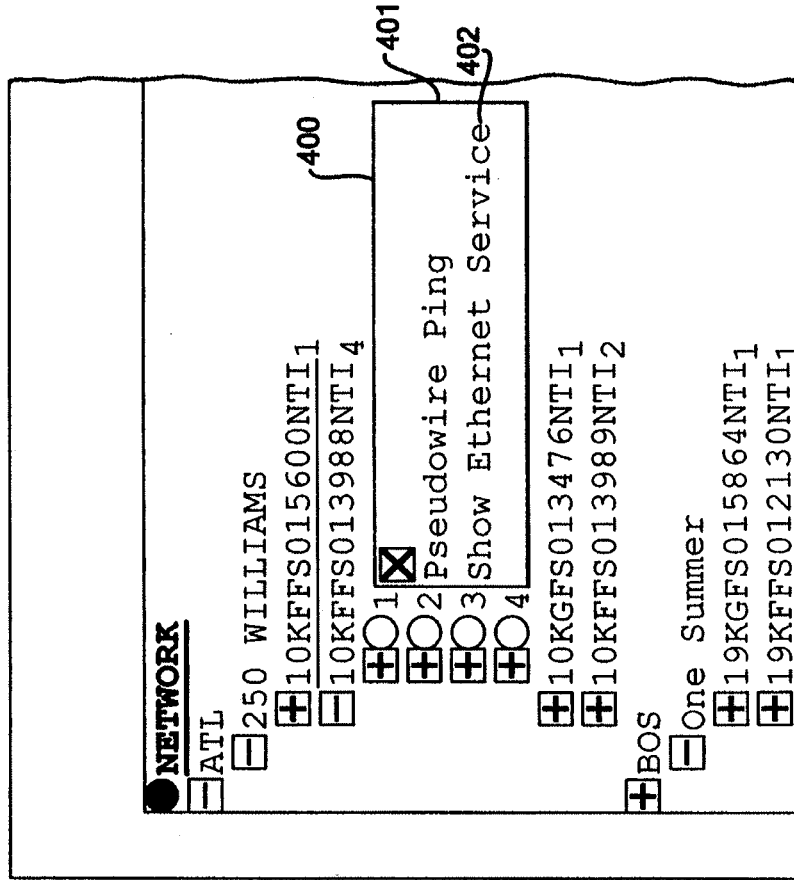 NETWORK
ATL
250 WILLIAMS
10KFFS015600NTI1
10KFFS013988NTI4
1
2
3
4
Pseudowire Ping
Show Ethernet Service
400
401
402
10KGFS013476NTI1
10KFFS013989NTI2
BOS
One Summer
19KGFS015864NTI1
19KFFS012130NTI1